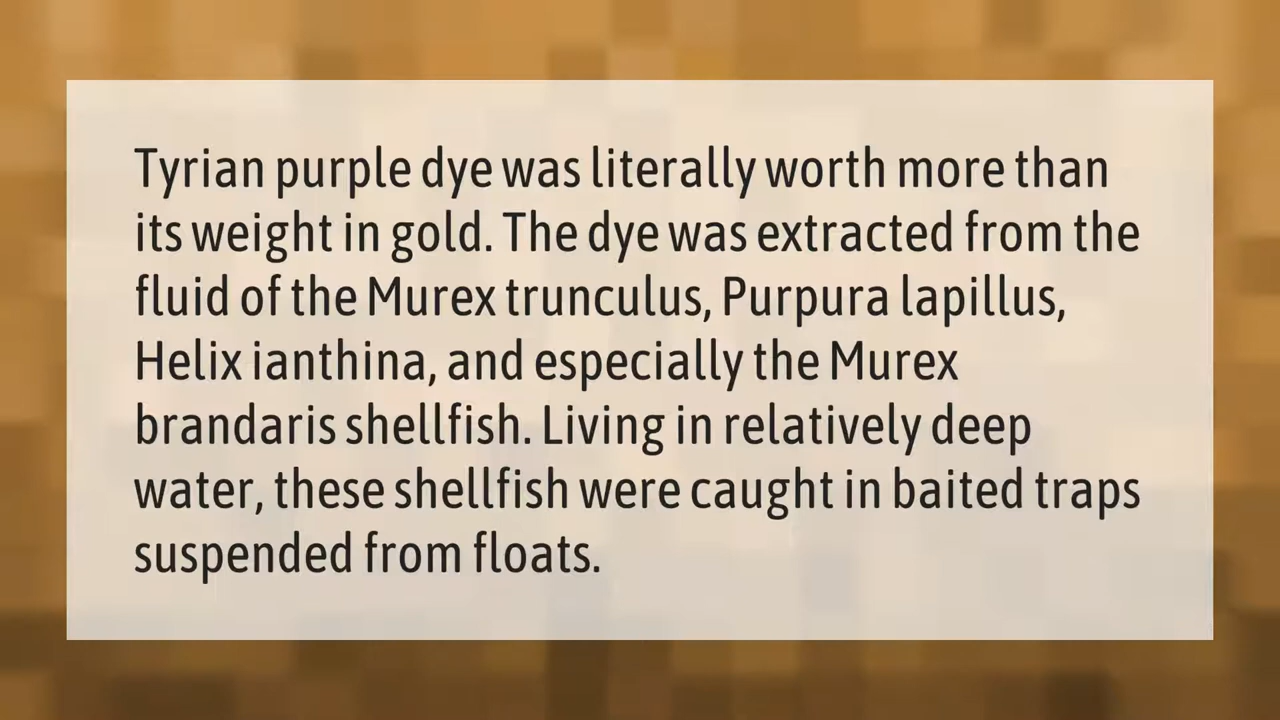 Tyrian purple dye was literally worth more than
its weight in gold. The dye was extracted from the
fluid of the Murex trunculus, Purpura lapillus,
Helix ianthina, and especially the Murex
brandaris shellfish. Living in relatively deep
water, these shellfish were caught in baited traps
suspended from floats.